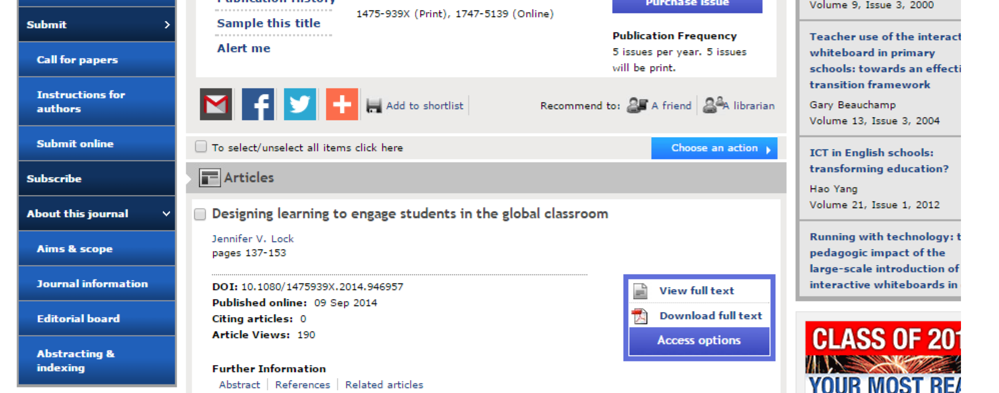 Submit
Call for papers
Instructions for
authors
Submit online
Subscribe
About this journal
Aims & scope
Journal information
Editorial board
Abstracting &
indexing
Publication History
Sample this title
Alert me
1475-939X (Print), 1747-5139 (Online)
Purchase Issue
Publication Frequency
5 issues per year. 5 issues
will be print.
Add to shortlist
Recommend to: A friend A librarian
To select/unselect all items click here
Choose an action
Articles
Designing learning to engage students in the global classroom
Jennifer V. Lock
pages 137-153
DOI: 10.1080/1475939X.2014.946957
Published online: 09 Sep 2014
Citing articles: 0
Article Views: 190
View full text
Download full text
Access options
Further Information
Abstract References Related articles
Volume 9, Issue 3, 2000
Teacher use of the interact
whiteboard in primary
schools: towards an effecti
transition framework
Gary Beauchamp
Volume 13, Issue 3, 2004
ICT in English schools:
transforming education?
Hao Yang
Volume 21, Issue 1, 2012
Running with technology: t
pedagogic impact of the
large-scale introduction of
interactive whiteboards in
CLASS OF 201
YOUR MOST REA